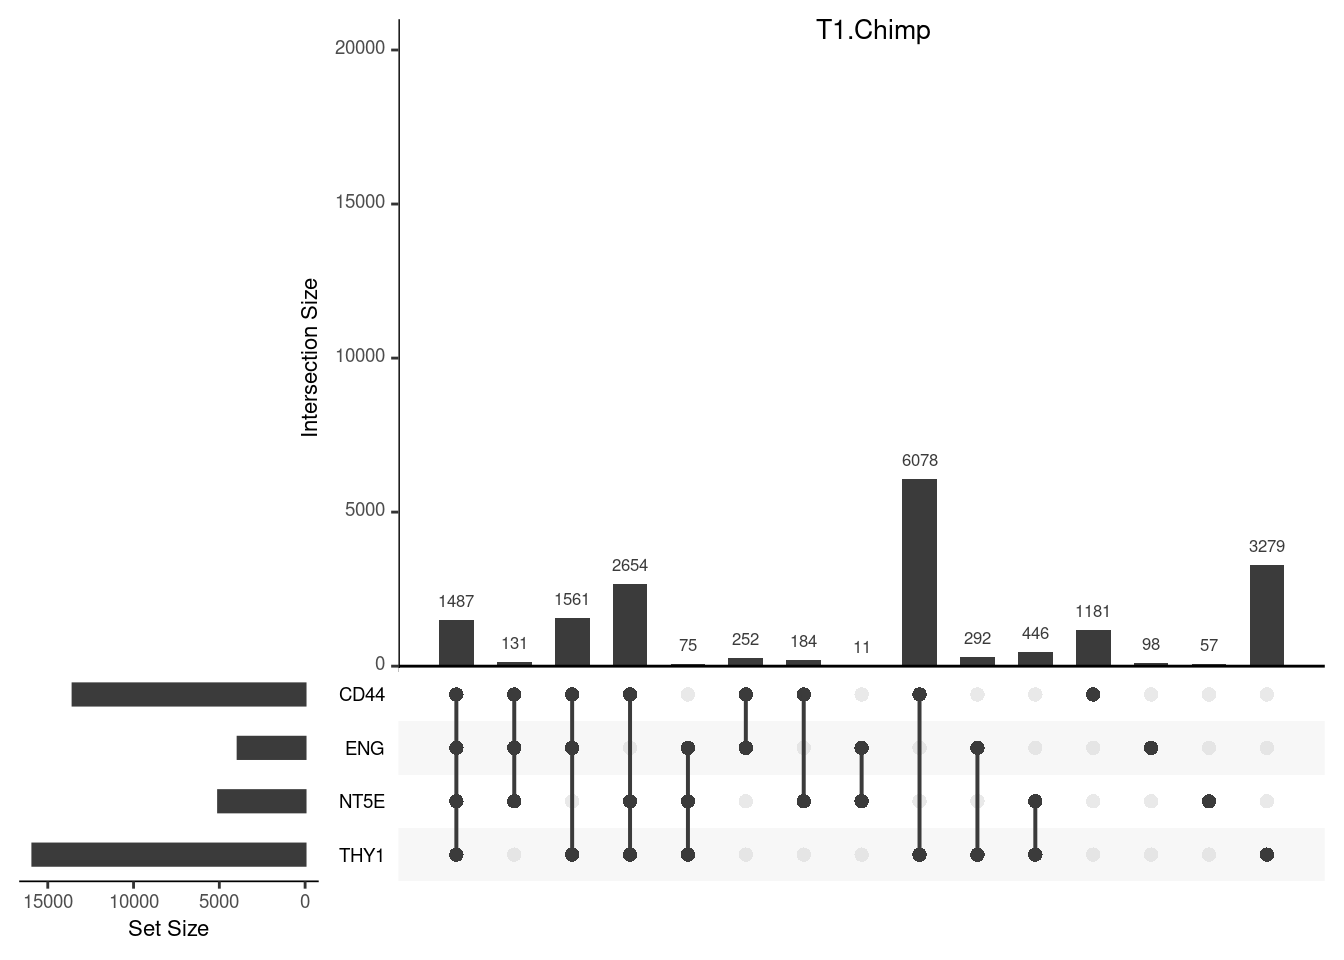 T1.Chimp
20000
15000
10000
5000
0
Intersection Size
1487
131
1561
2654
75
252
184
11
6078
292
446
1181
98
57
3279
CD44
ENG
NT5E
THY1
15000 10000 5000 0
Set Size